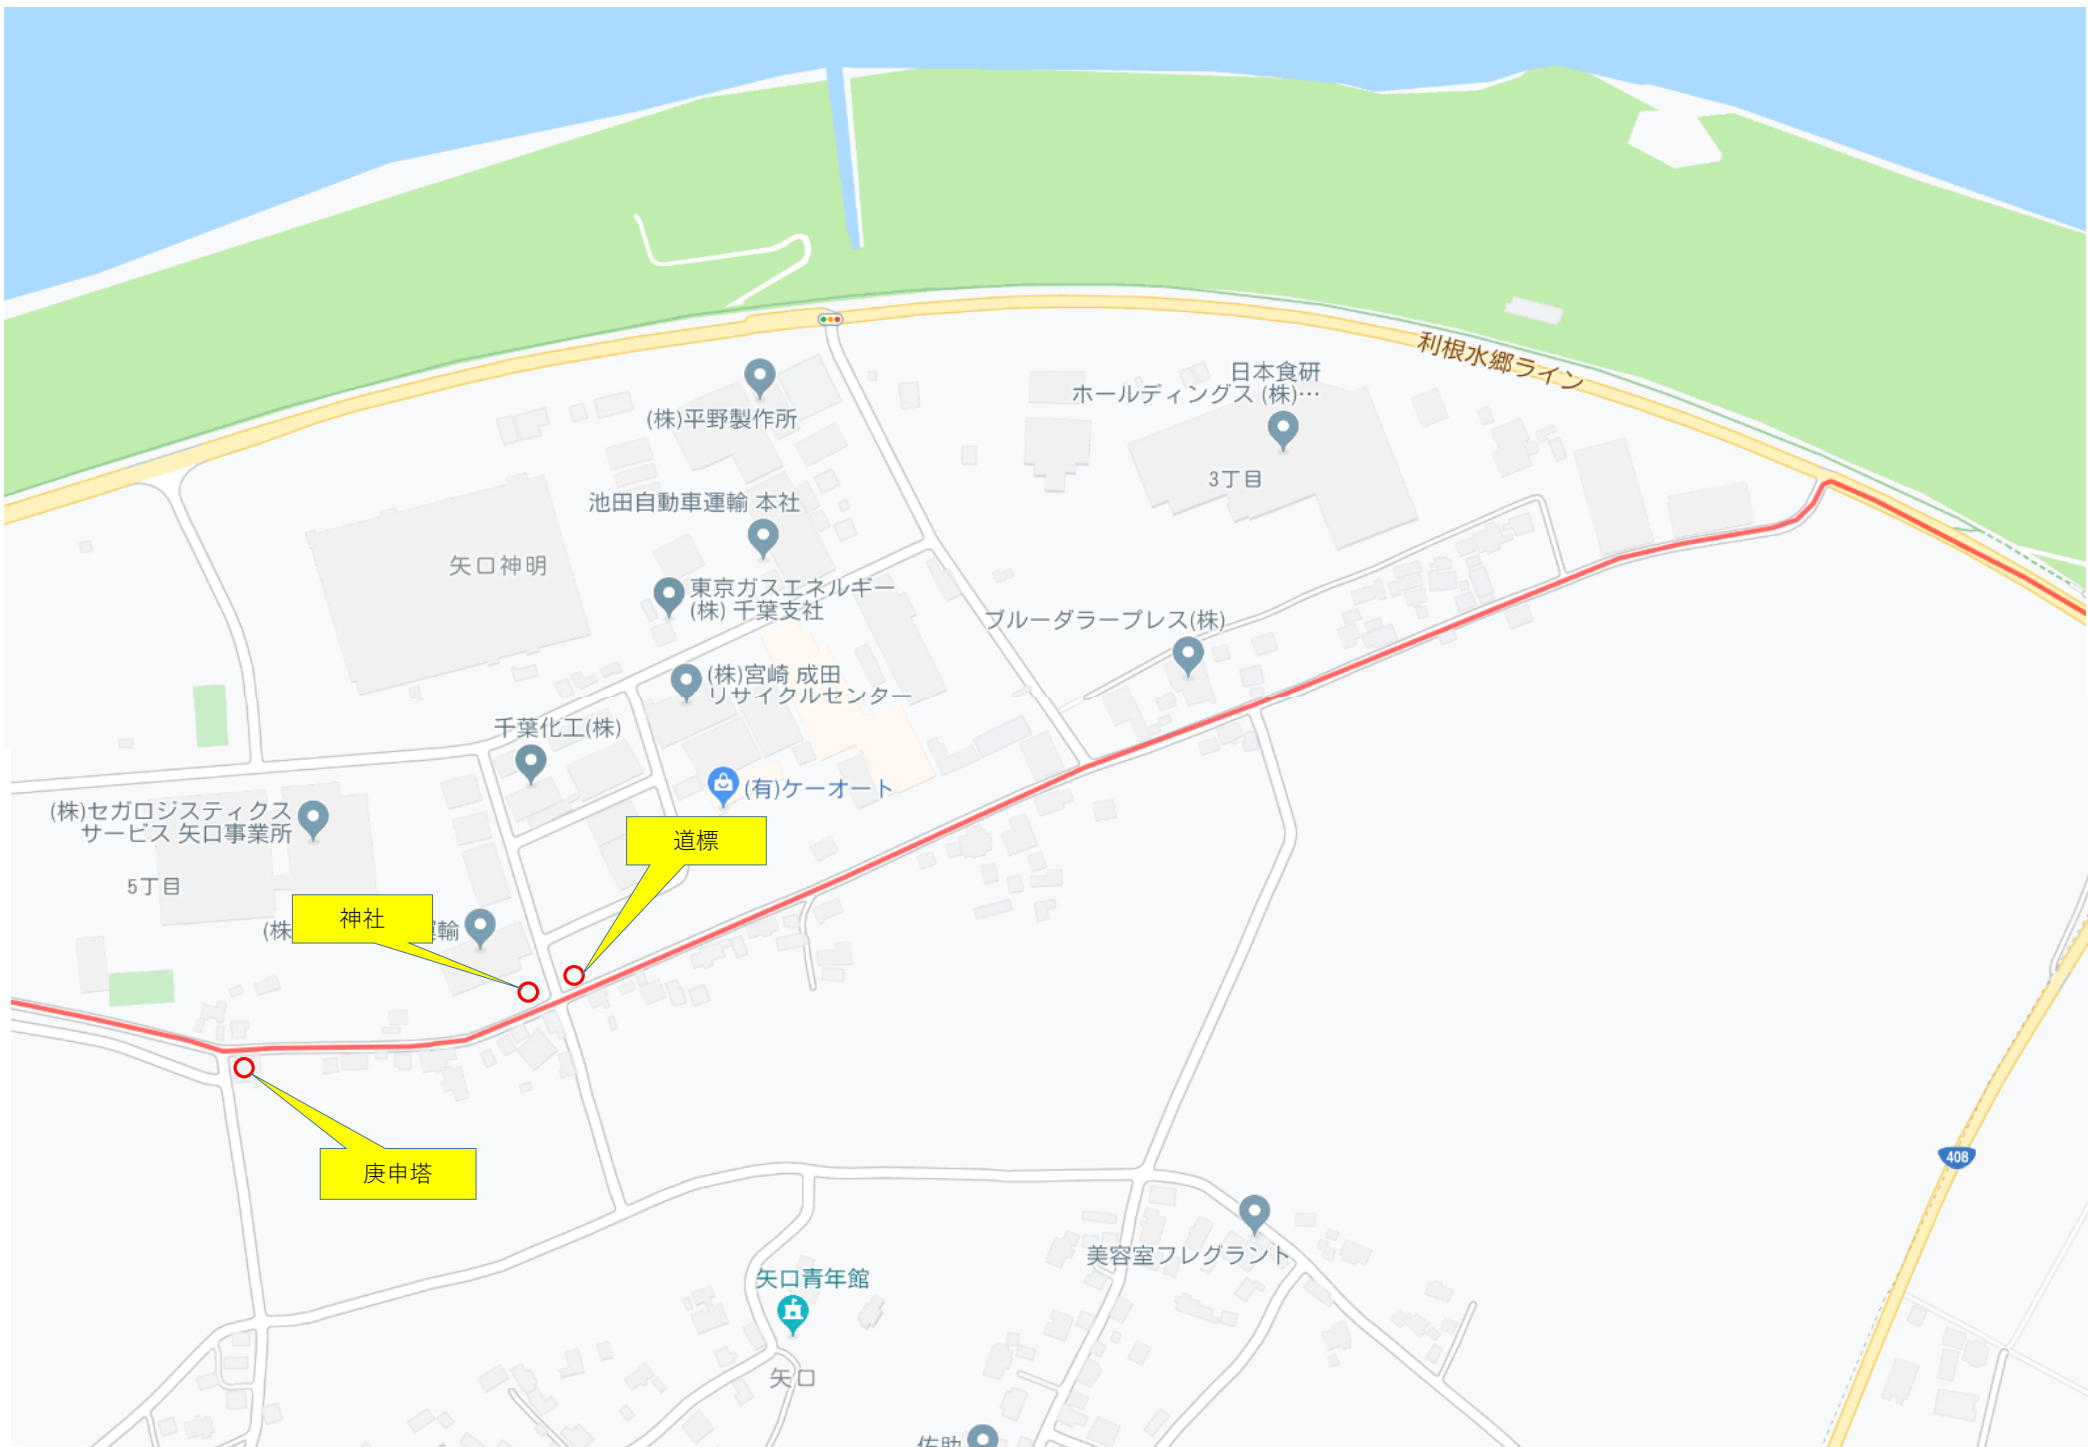 利根水郷ライン
日本食研
ホールディングス (株)…
(株)平野製作所
3丁目
池田自動車運輸 本社
矢口神明
東京ガスエネルギー
(株) 千葉支社
ブルーダラープレス(株)
(株)宮崎 成田
リサイクルセンター
千葉化工(株)
(有)ケーオート
(株)セガロジスティクス
サービス 矢口事業所
道標
5丁目
神社
(株
運輸
庚申塔
408
美容室フレグラント
矢口青年館
矢口
佐助